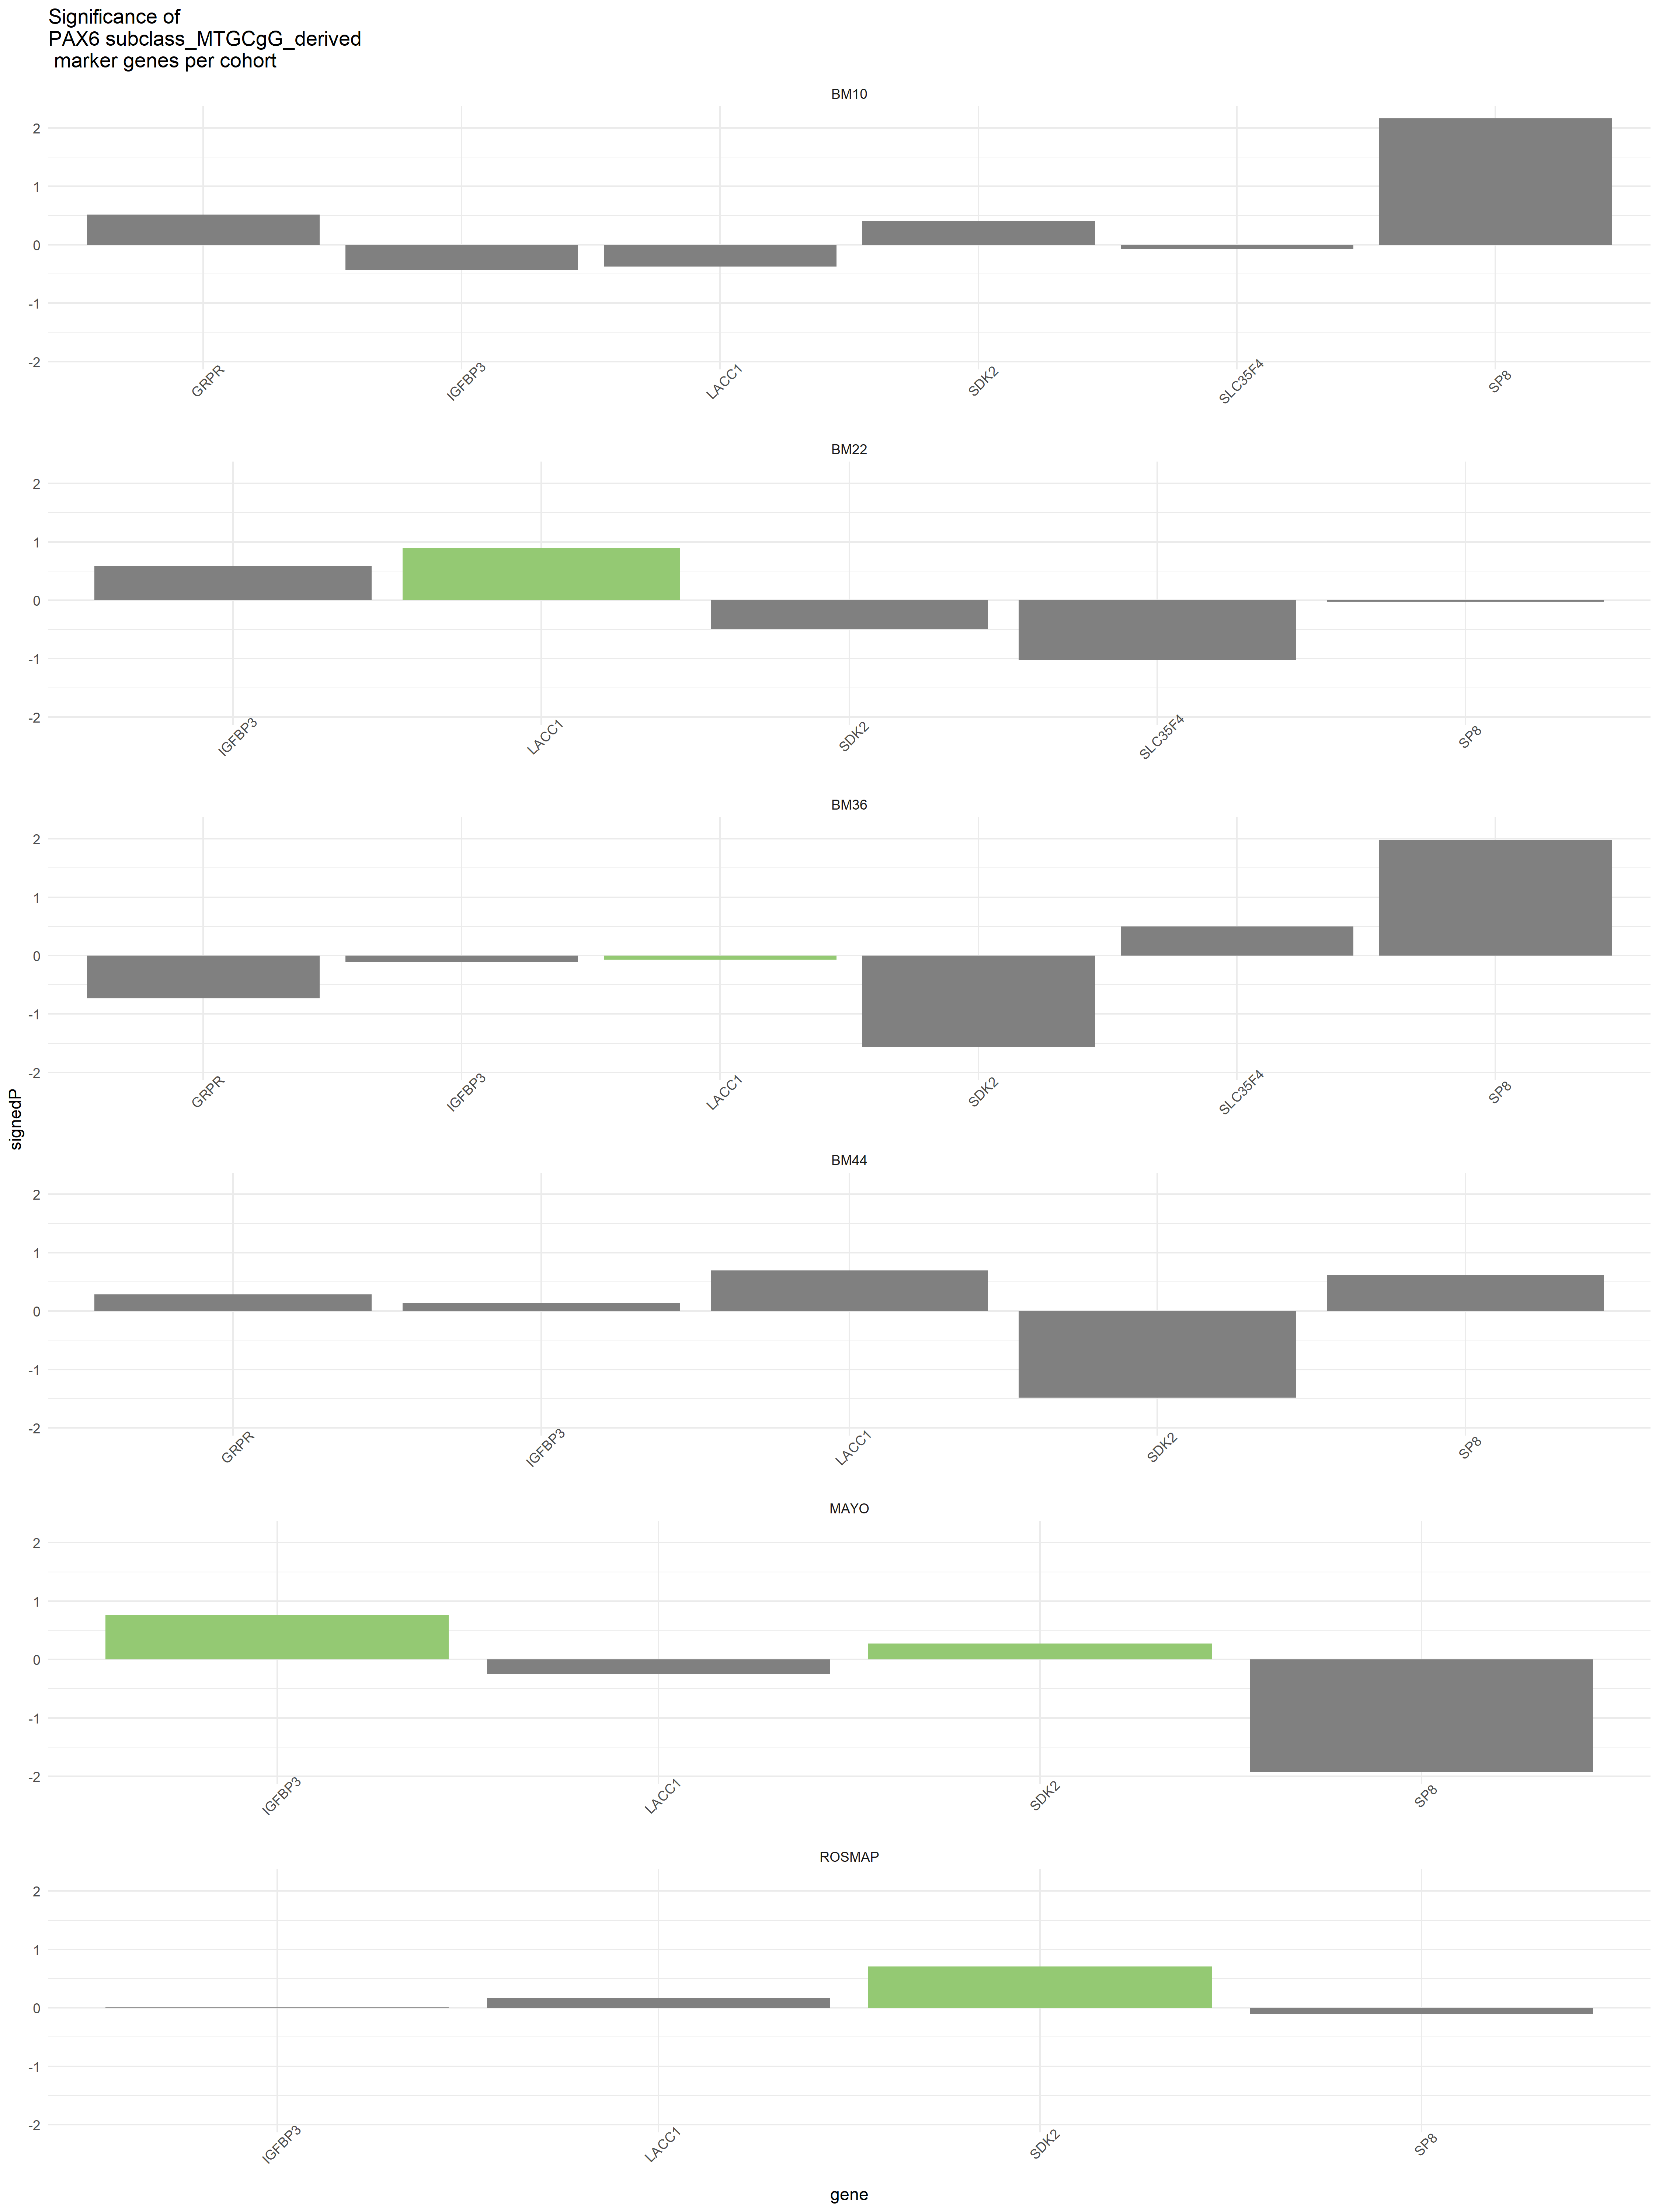 Significance of
PAX6 subclass_MTGCgG_derived
marker genes per cohort
signedP
BM10
2
1
0
-1
-2
GRPR
IGFBP3
LACC1
SDK2
SLC35F4
SP8
BM22
2
1
0
-1
-2
IGFBP3
LACC1
SDK2
SLC35F4
SP8
BM36
2
1
0
-1
-2
GRPR
IGFBP3
LACC1
SDK2
SLC35F4
SP8
BM44
2
1
0
-1
-2
GRPR
IGFBP3
LACC1
SDK2
SP8
MAYO
2
1
0
-1
-2
IGFBP3
LACC1
SDK2
SP8
ROSMAP
2
1
0
-1
-2
IGFBP3
LACC1
SDK2
SP8
gene